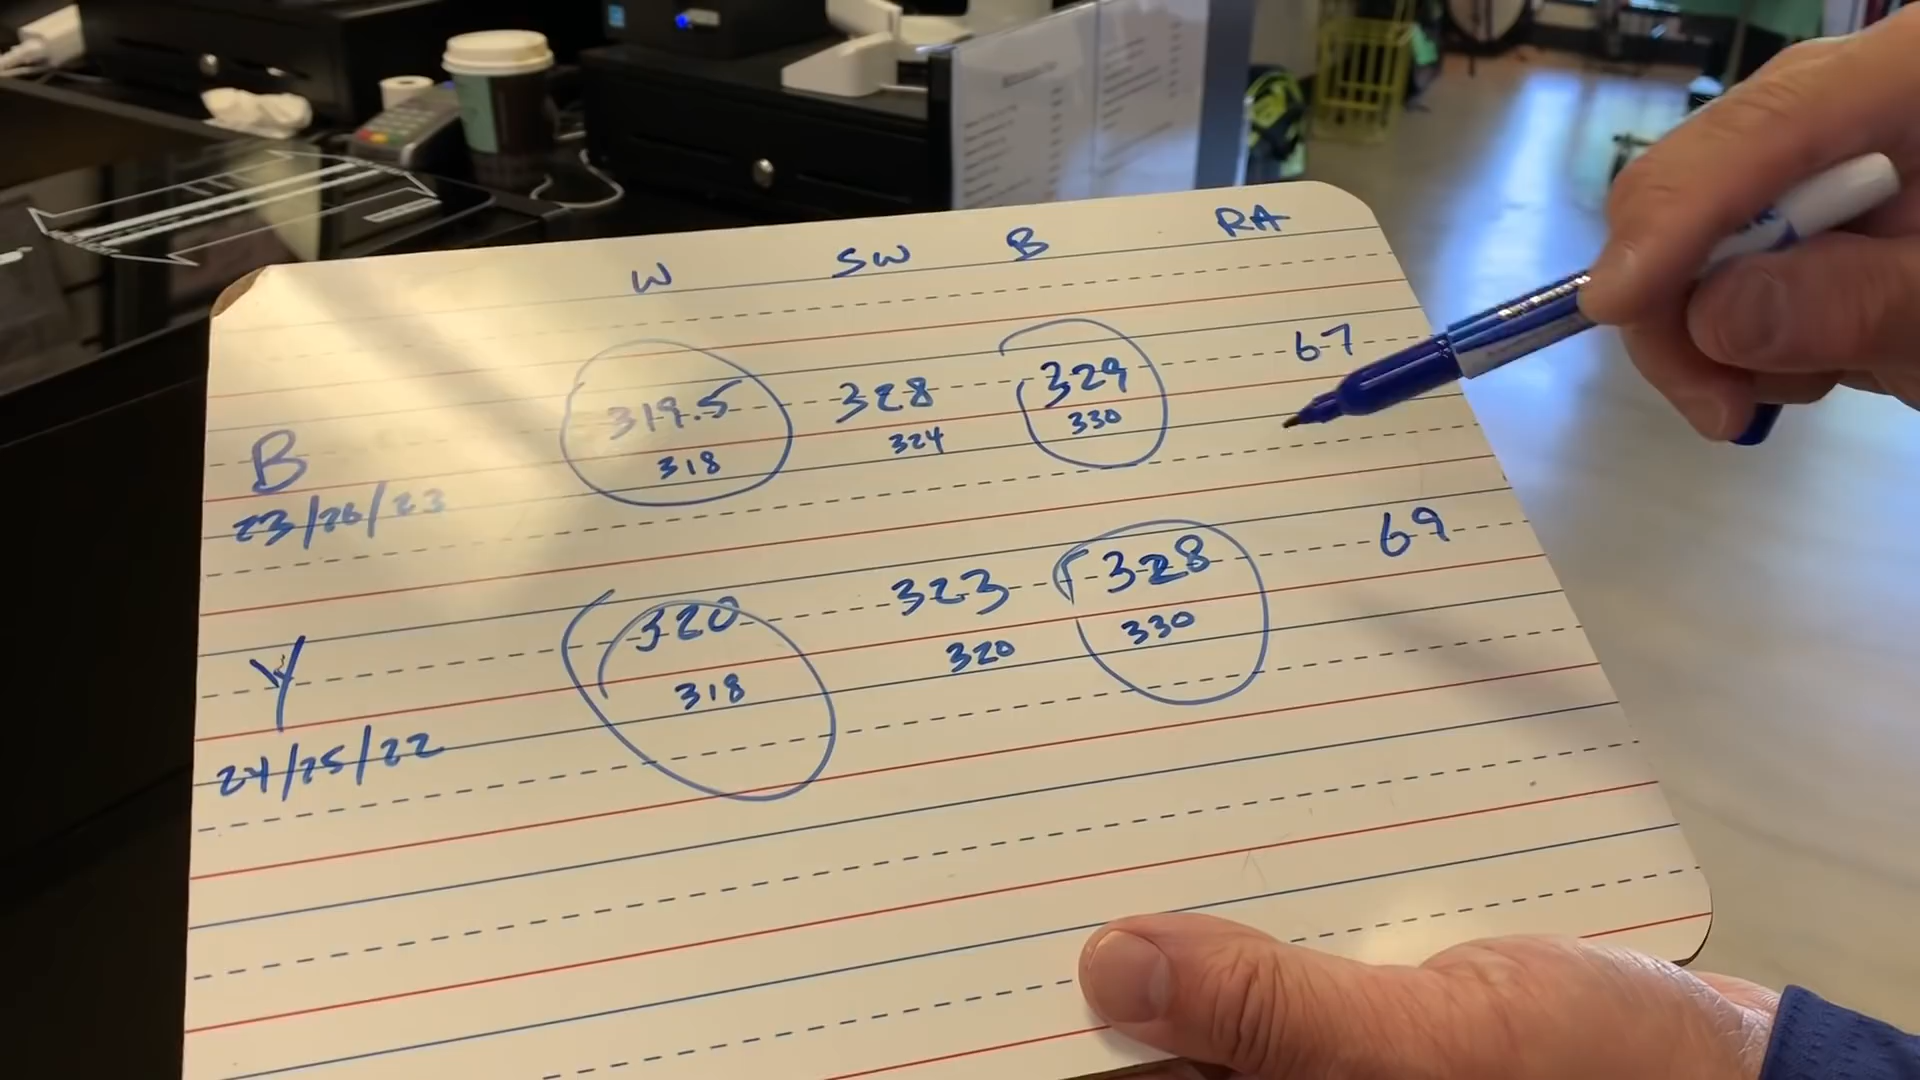 W SW B RA
319.5 328 329 67
B 318 324 330
23/26/23
320 323 328 69
Y 318 320 330
24/25/22